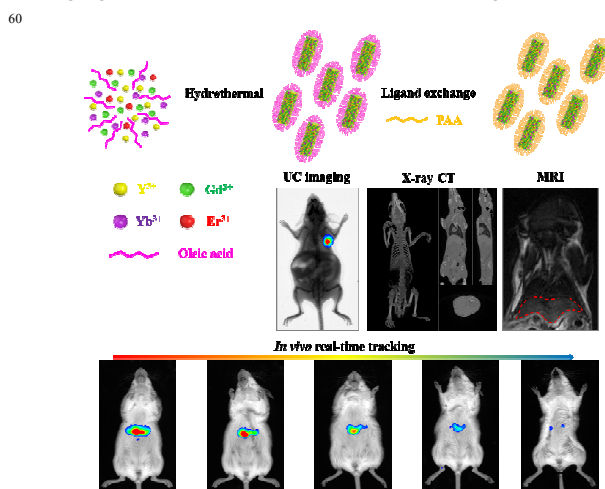 60
Hydrothermal
Ligand exchange
PAA
UC imaging
X-ray CT
MRI
Y3+
Gd3+
Yb3+
Er3+
Oleic acid
In vivo real-time tracking